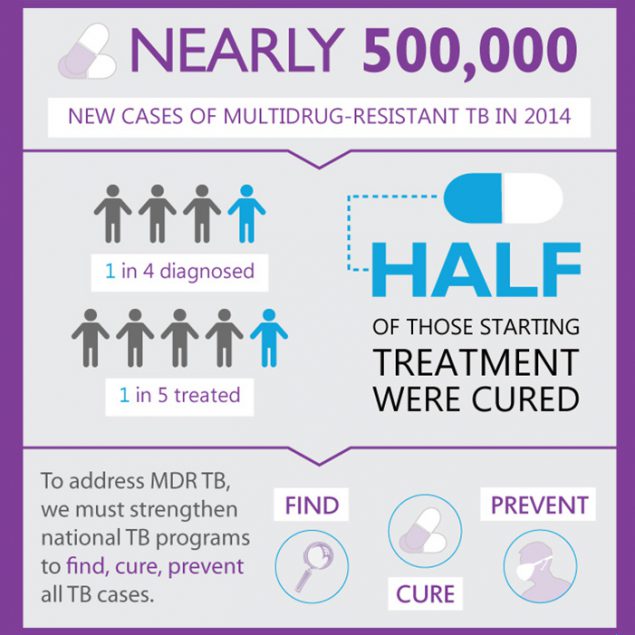 NEARLY 500,000
NEW CASES OF MULTIDRUG-RESISTANT TB IN 2014
1 in 4 diagnosed
1 in 5 treated
HALF
OF THOSE STARTING
TREATMENT
WERE CURED
To address MDR TB,
we must strengthen
national TB programs
to find, cure, prevent
all TB cases.
FIND
CURE
PREVENT